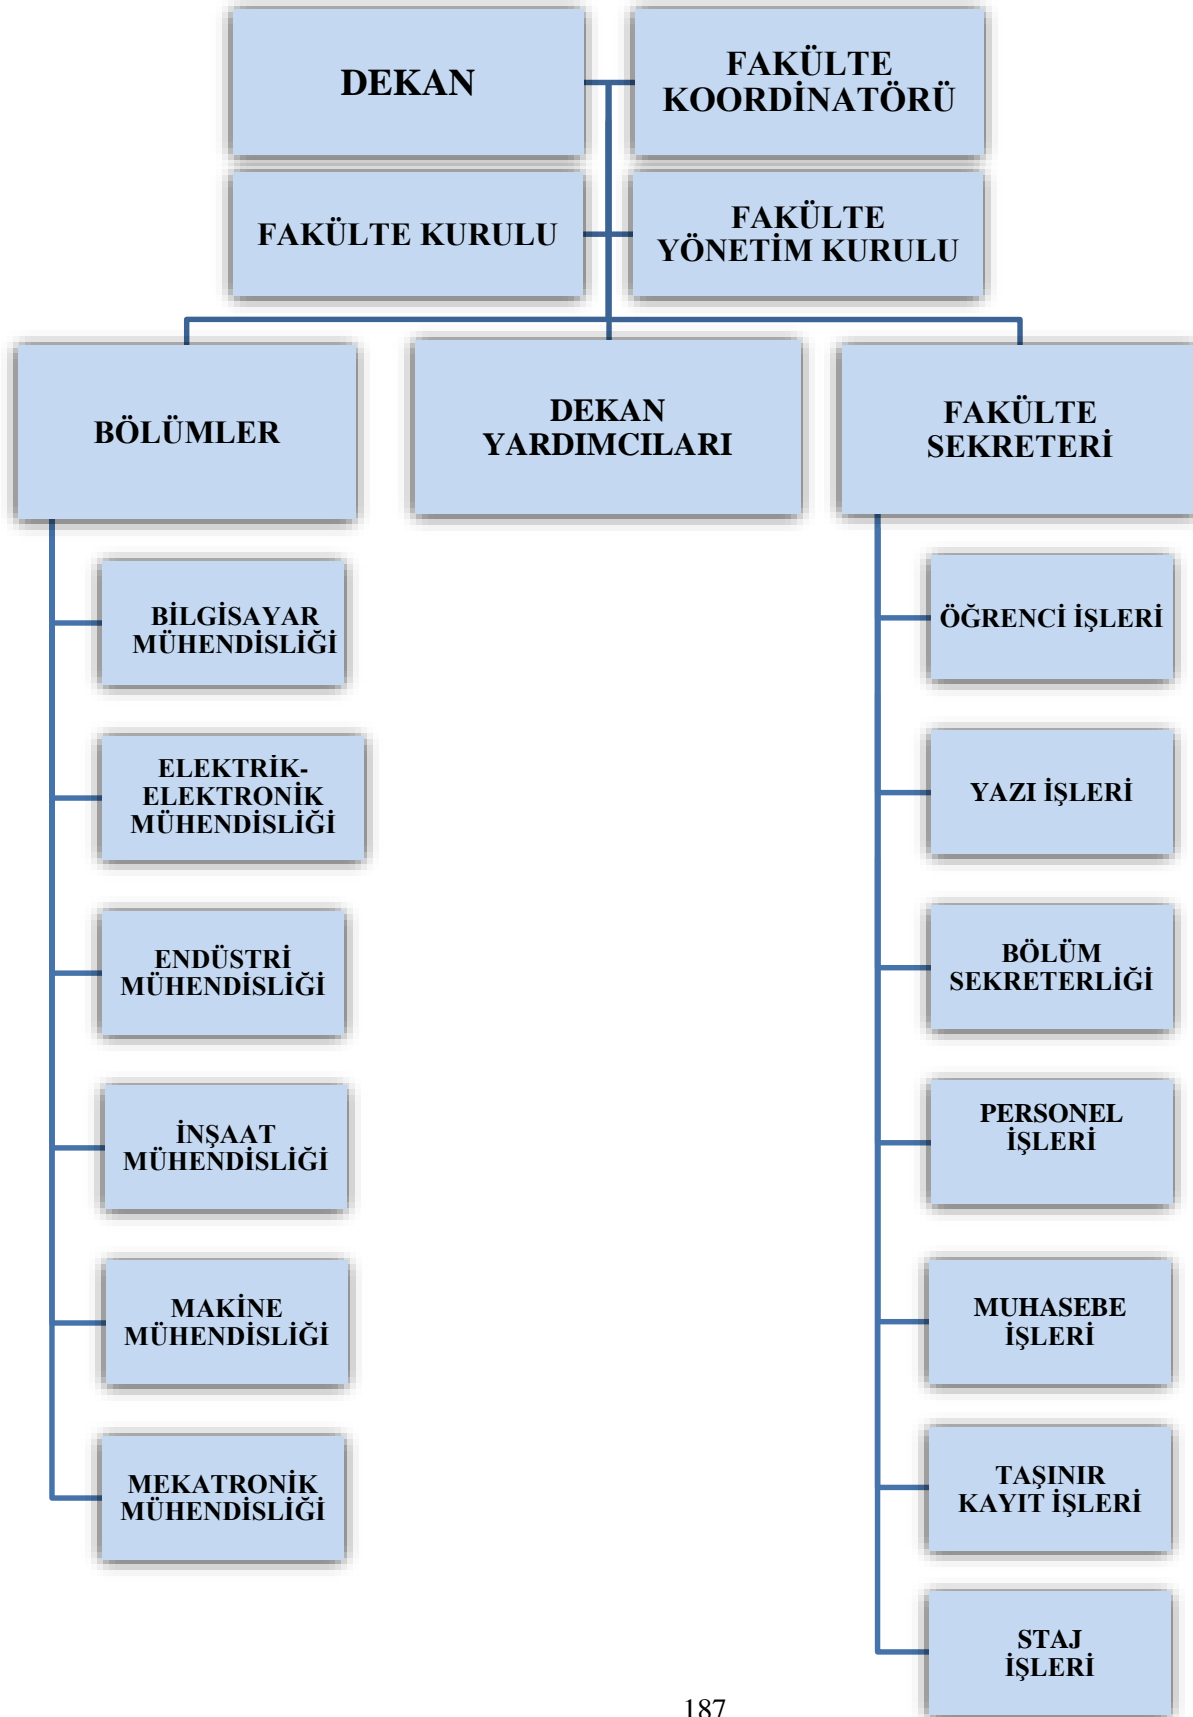 DEKAN
FAKÜLTE
KOORDİNATÖRÜ
FAKÜLTE KURULU
FAKÜLTE
YÖNETİM KURULU
BÖLÜMLER
DEKAN
YARDIMCILARI
FAKÜLTE
SEKRETERİ
BİLGİSAYAR
MÜHENDİSLİĞİ
ELEKTRİK-
ELEKTRONİK
MÜHENDİSLİĞİ
ENDÜSTRİ
MÜHENDİSLİĞİ
İNŞAAT
MÜHENDİSLİĞİ
MAKİNE
MÜHENDİSLİĞİ
MEKATRONİK
MÜHENDİSLİĞİ
ÖĞRENCİ İŞLERİ
YAZI İŞLERİ
BÖLÜM
SEKRETERLİĞİ
PERSONEL
İŞLERİ
MUHASEBE
İŞLERİ
TAŞINIR
KAYIT İŞLERİ
STAJ
İŞLERİ
187